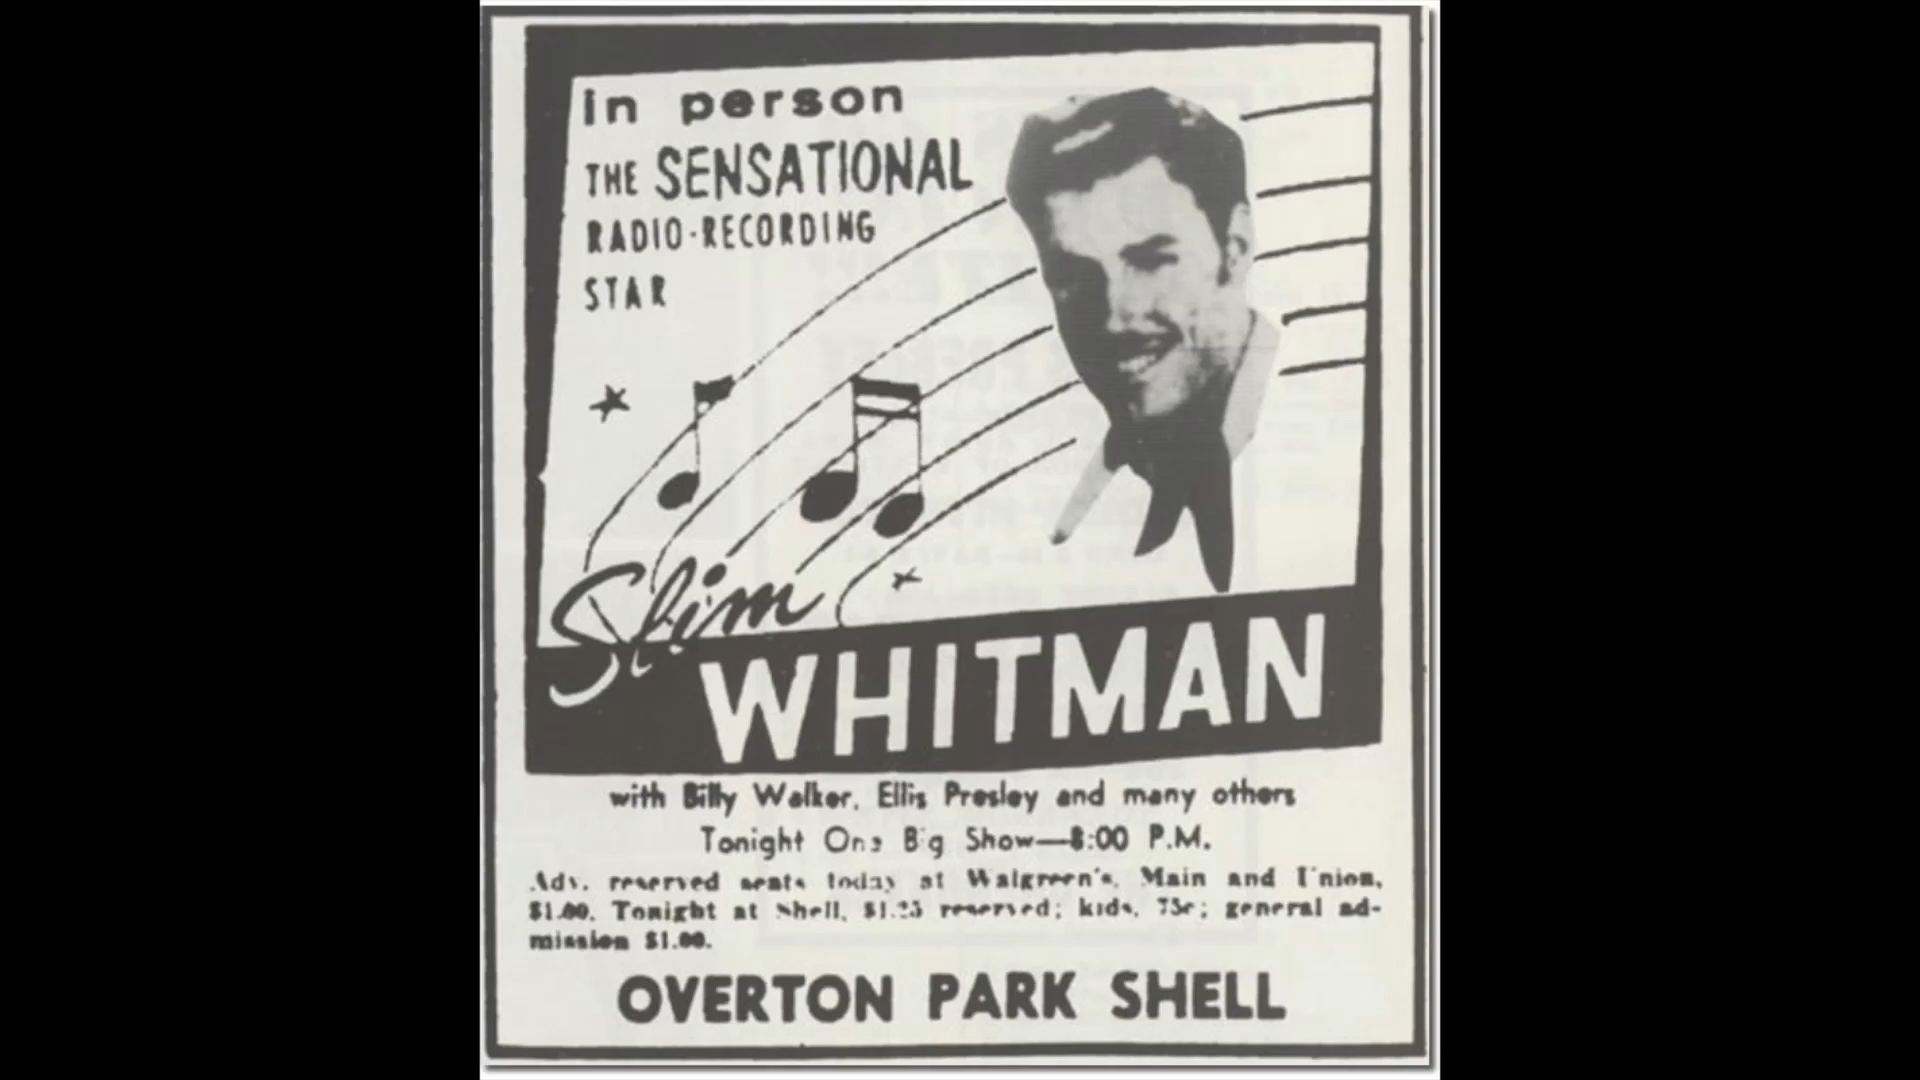 in person
THE SENSATIONAL
RADIO-RECORDING
STAR
Slim
WHITMAN
with Billy Walker, Ellis Presley and many others
Tonight One Big Show—8:00 P.M.
Adv. reserved seats today at Walgreen's, Main and Union,
$1.00. Tonight at Shell, $1.25 reserved; kids, 75c; general ad-
mission $1.00.
OVERTON PARK SHELL